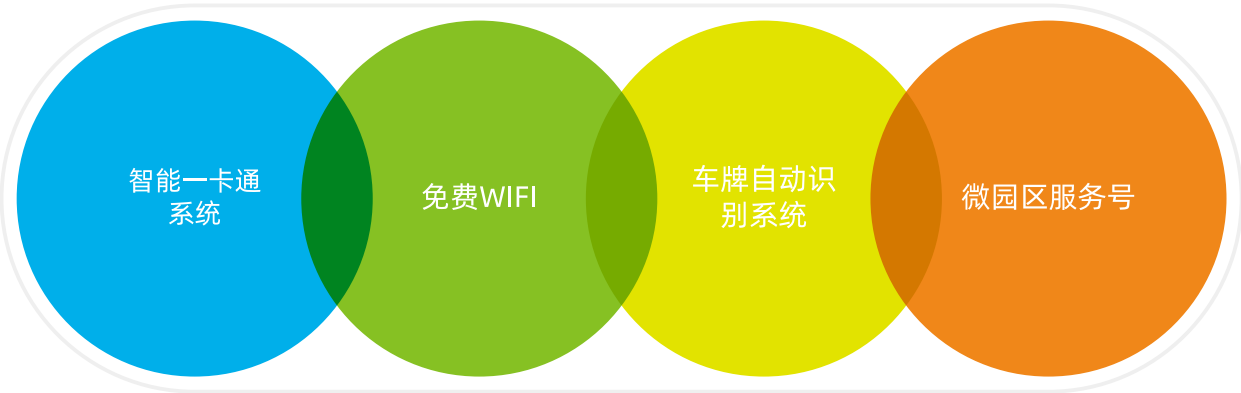 智能一卡通
系统
免费WIFI
车牌自动识
别系统
微园区服务号